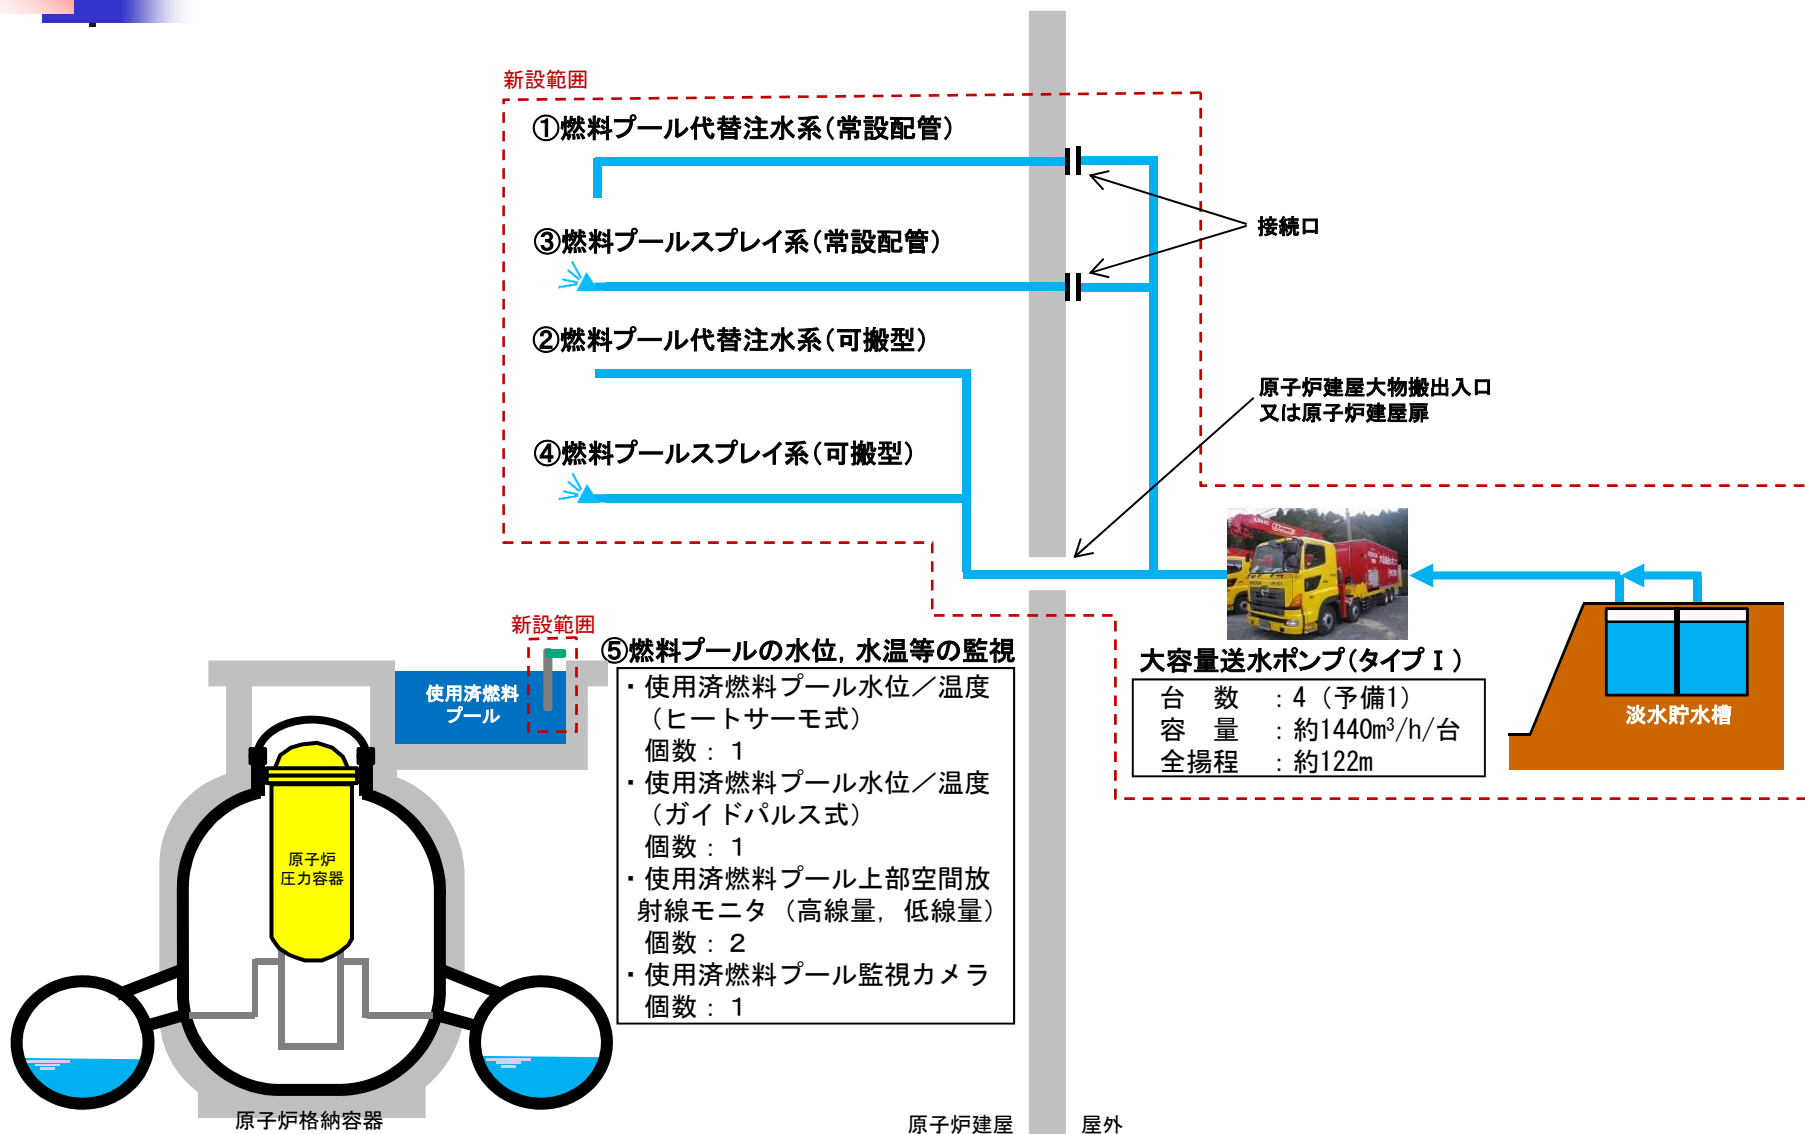 新設範囲
①燃料プール代替注水系（常設配管）
③燃料プールスプレイ系（常設配管）
接続口
②燃料プール代替注水系（可搬型）
原子炉建屋大物搬出入口
又は原子炉建屋扉
④燃料プールスプレイ系（可搬型）
新設範囲
⑤燃料プールの水位，水温等の監視
・使用済燃料プール水位／温度
（ヒートサーモ式）
個数：１
・使用済燃料プール水位／温度
（ガイドパルス式）
個数：１
・使用済燃料プール上部空間放
射線モニタ（高線量，低線量）
個数：２
・使用済燃料プール監視カメラ
個数：１
大容量送水ポンプ（タイプⅠ）
台　数　：4（予備1）
容　量　：約1440m³/h/台
全揚程　：約122m
淡水貯水槽
使用済燃料
プール
原子炉
圧力容器
原子炉格納容器
原子炉建屋
屋外